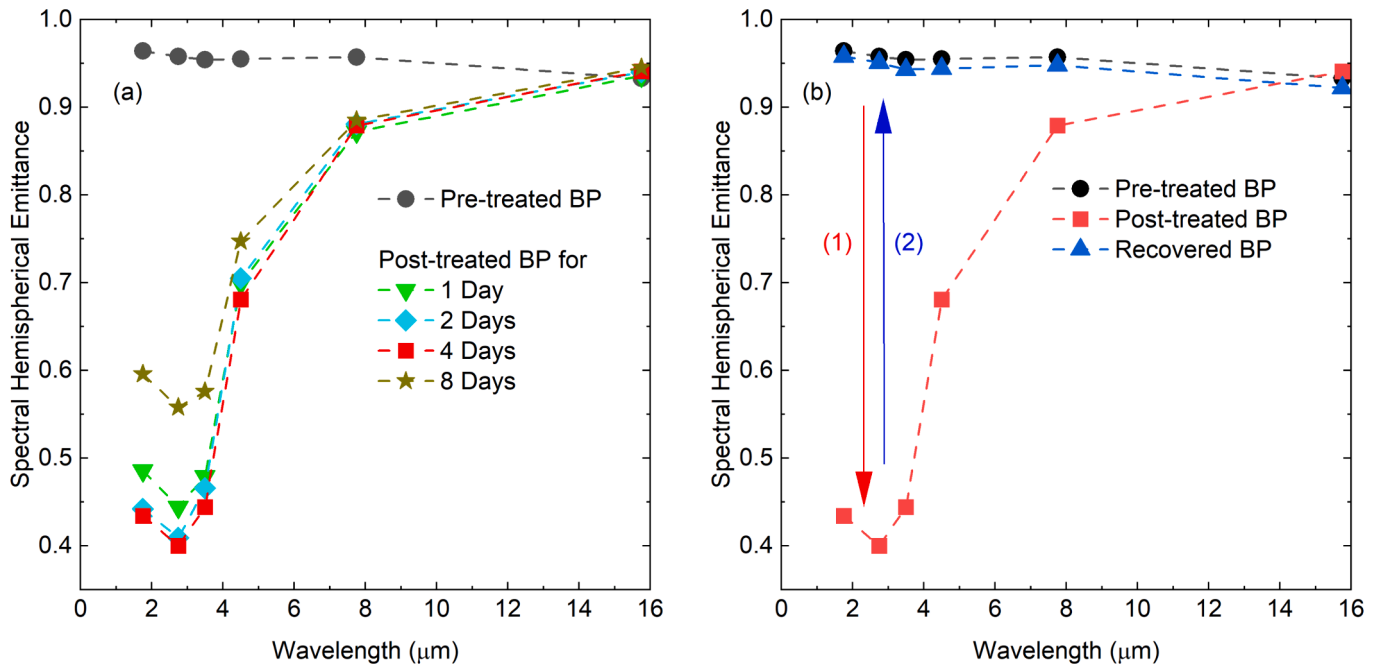 (a)
Spectral Hemispherical Emittance
1.0
0.9
0.8
0.7
0.6
0.5
0.4
Pre-treated BP
Post-treated BP for
1 Day
2 Days
4 Days
8 Days
0 2 4 6 8 10 12 14 16
Wavelength (μm)
(b)
Spectral Hemispherical Emittance
1.0
0.9
0.8
0.7
0.6
0.5
0.4
Pre-treated BP
Post-treated BP
Recovered BP
(1)
(2)
0 2 4 6 8 10 12 14 16
Wavelength (μm)